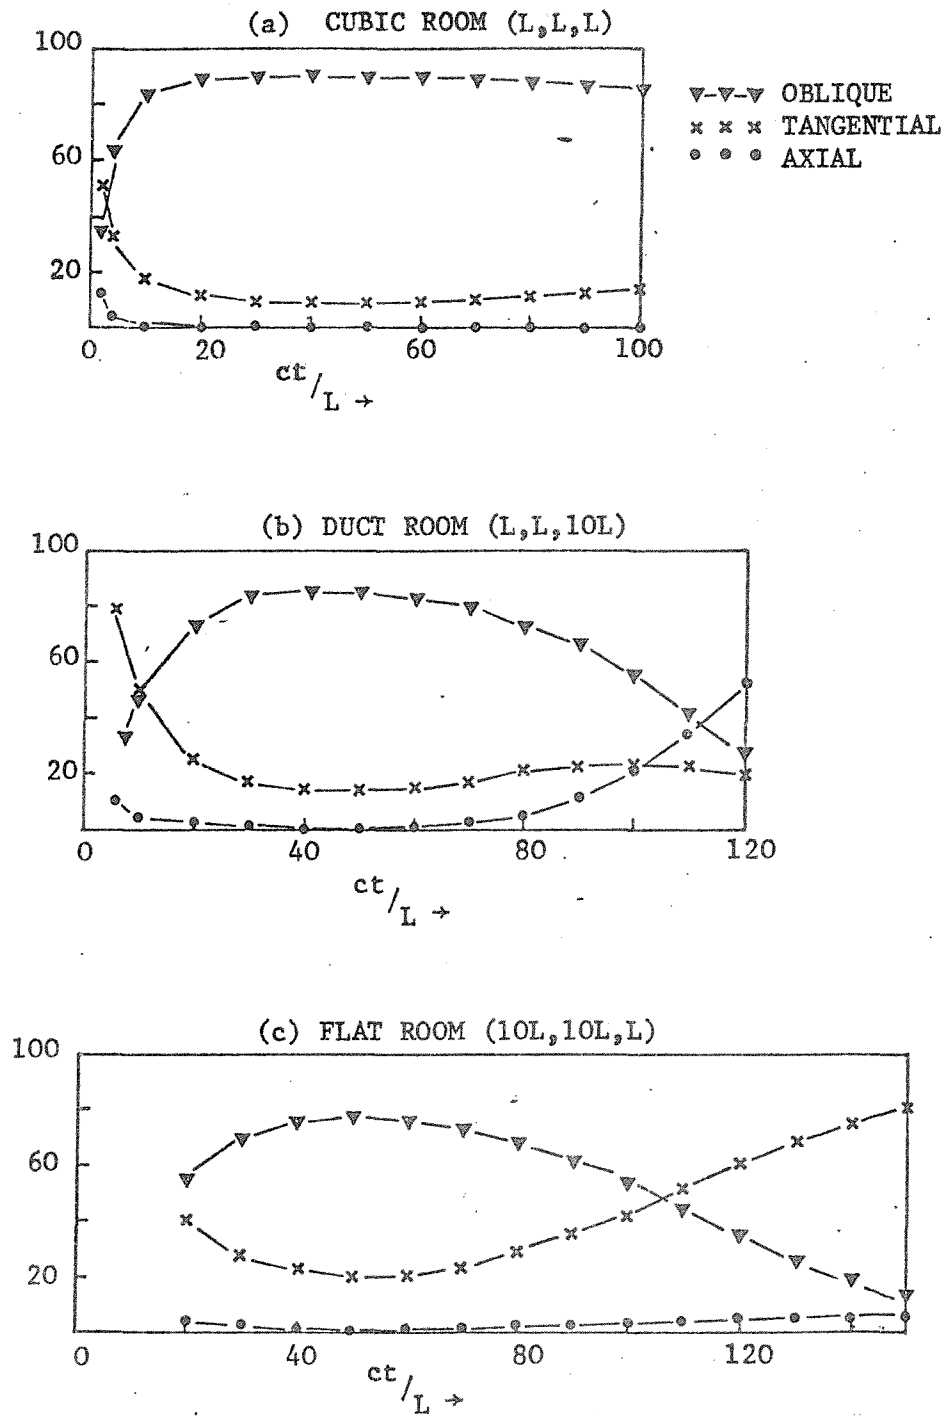 (a) CUBIC ROOM (L,L,L)
100
60
20
0
20
60
100
ct/L →
▼-▼-▼ OBLIQUE
× × × TANGENTIAL
• • • AXIAL
(b) DUCT ROOM (L,L,10L)
100
60
20
0
40
80
120
ct/L →
(c) FLAT ROOM (10L,10L,L)
100
60
20
0
40
80
120
ct/L →